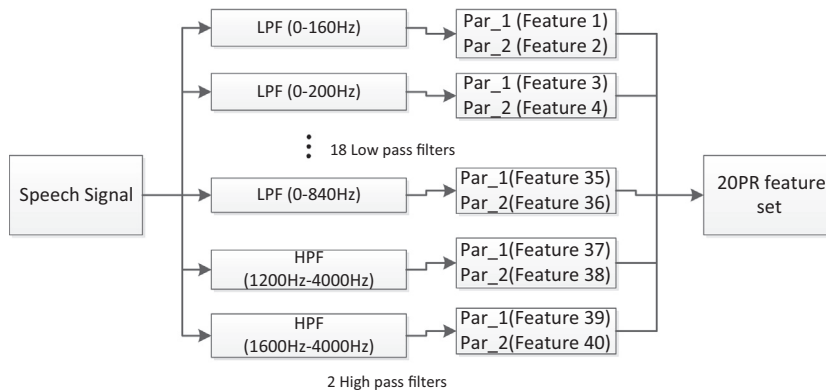 Speech Signal
LPF (0-160Hz)
Par_1 (Feature 1)
Par_2 (Feature 2)
LPF (0-200Hz)
Par_1 (Feature 3)
Par_2 (Feature 4)
18 Low pass filters
LPF (0-840Hz)
Par_1(Feature 35)
Par_2(Feature 36)
HPF
(1200Hz-4000Hz)
Par_1(Feature 37)
Par_2(Feature 38)
HPF
(1600Hz-4000Hz)
Par_1(Feature 39)
Par_2(Feature 40)
2 High pass filters
20PR feature
set